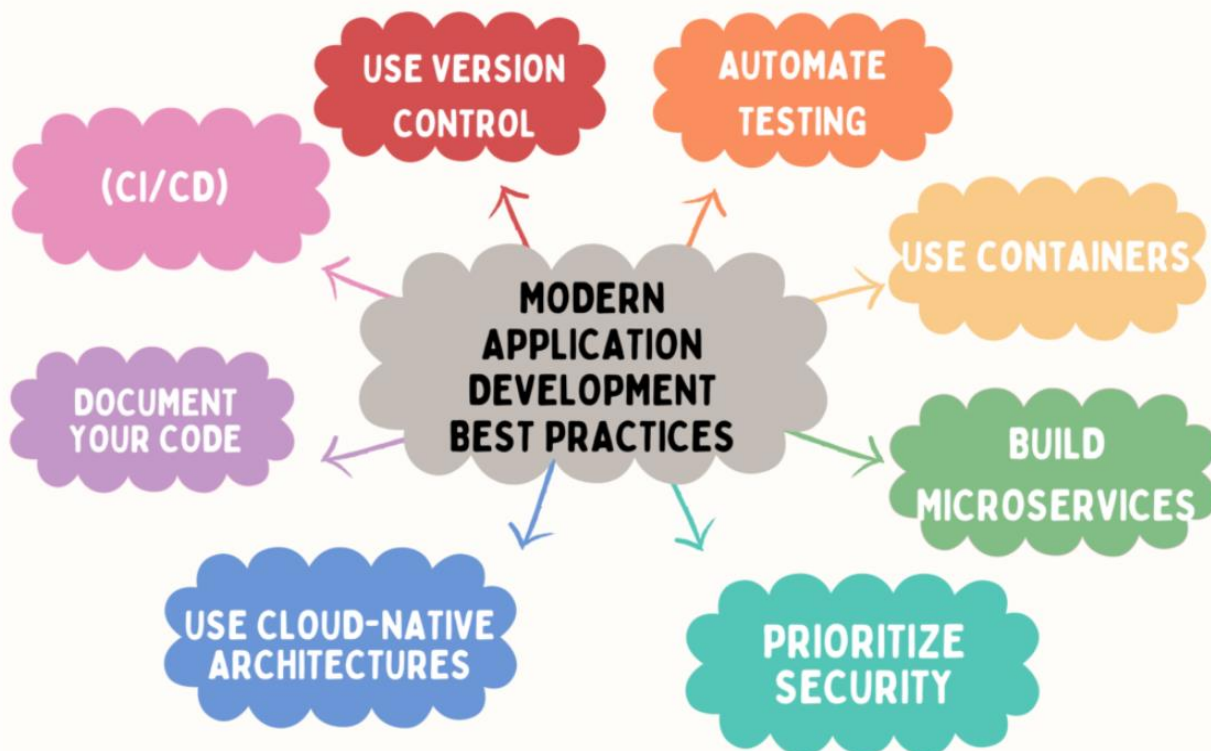 USE VERSION
CONTROL
AUTOMATE
TESTING
(CI/CD)
USE CONTAINERS
MODERN
APPLICATION
DEVELOPMENT
BEST PRACTICES
DOCUMENT
YOUR CODE
BUILD
MICROSERVICES
USE CLOUD-NATIVE
ARCHITECTURES
PRIORITIZE
SECURITY